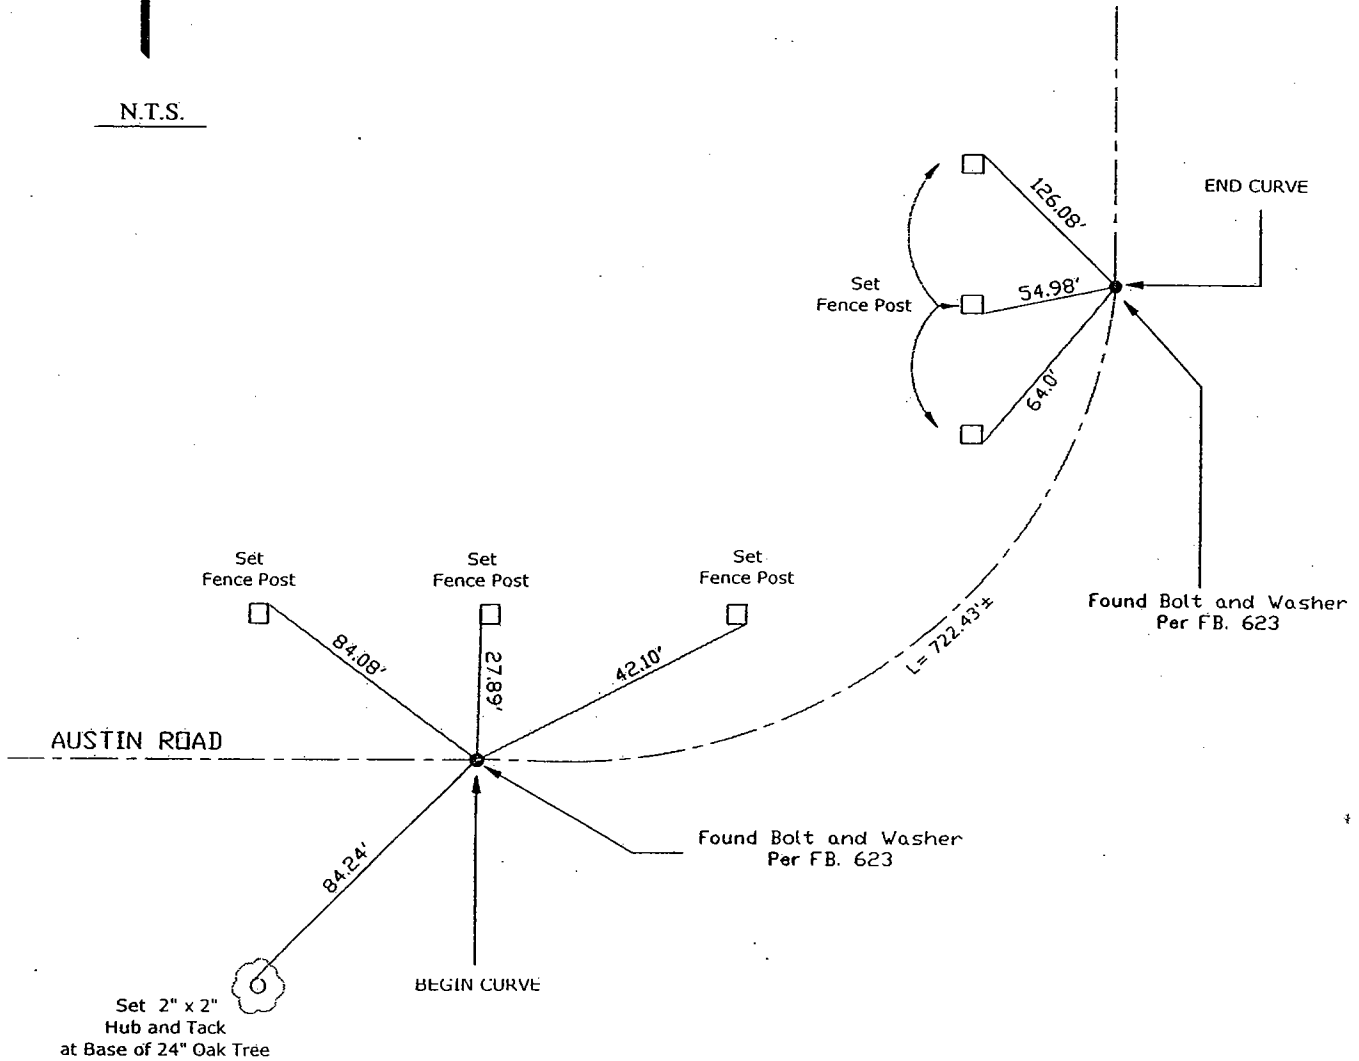 N.T.S.
126.08'
END CURVE
Set
Fence Post
54.98'
64.0'
Set
Fence Post
Set
Fence Post
Set
Fence Post
Found Bolt and Washer
Per FB. 623
84.08'
27.89'
42.10'
L= 722.43'±
AUSTIN ROAD
Found Bolt and Washer
Per FB. 623
84.24'
BEGIN CURVE
Set 2" x 2"
Hub and Tack
at Base of 24" Oak Tree